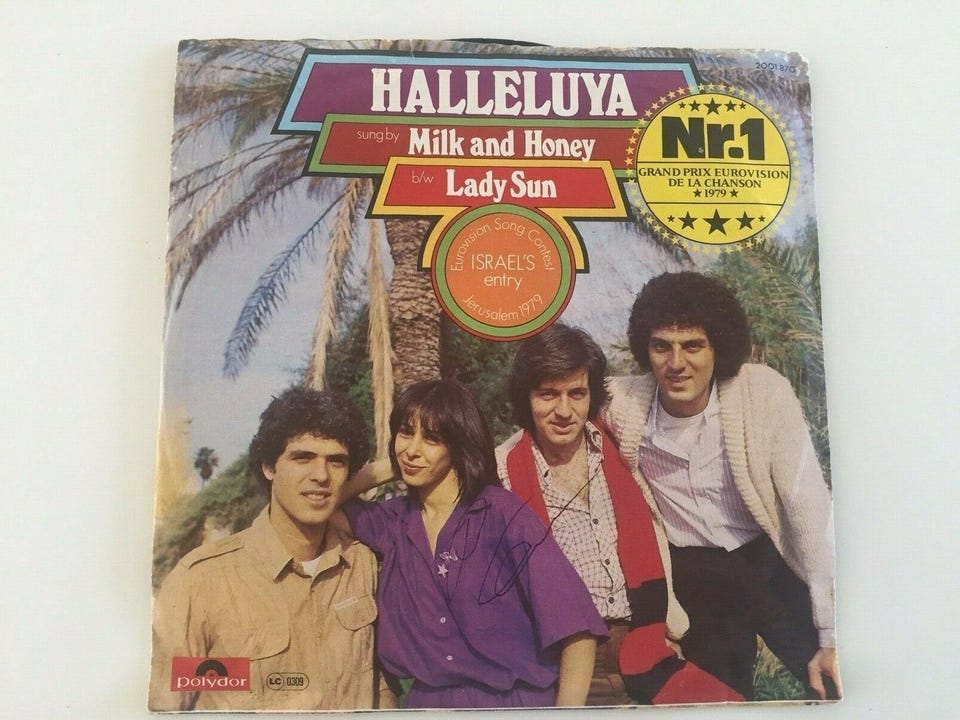 2001 870
HALLELUYA
sung by Milk and Honey
b/w Lady Sun
Eurovision Song Contest
ISRAEL'S
entry
Jerusalem 1979
Nr.1
GRAND PRIX EUROVISION
DE LA CHANSON
1979
polydor
LC 0309